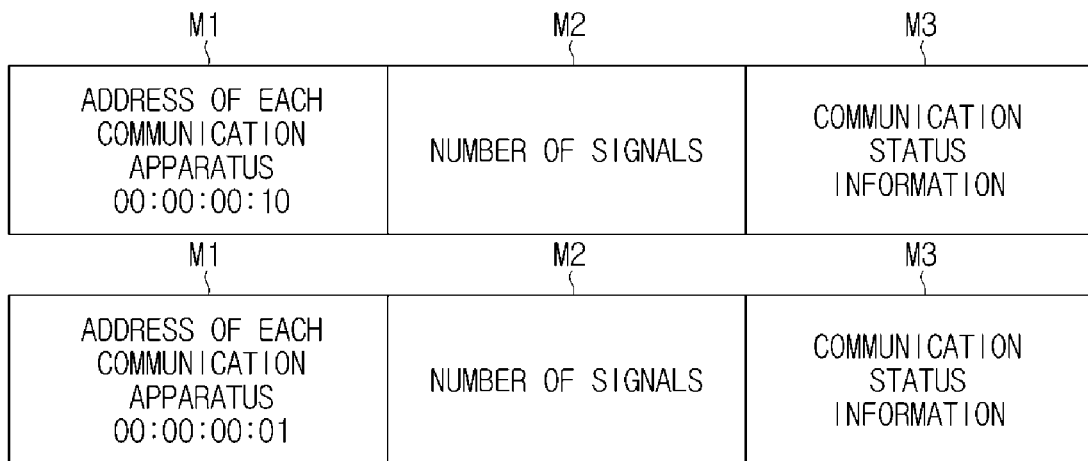 M1 M2 M3
ADDRESS OF EACH
COMMUNICATION
APPARATUS
00:00:00:10
NUMBER OF SIGNALS
COMMUNICATION
STATUS
INFORMATION
M1 M2 M3
ADDRESS OF EACH
COMMUNICATION
APPARATUS
00:00:00:01
NUMBER OF SIGNALS
COMMUNICATION
STATUS
INFORMATION